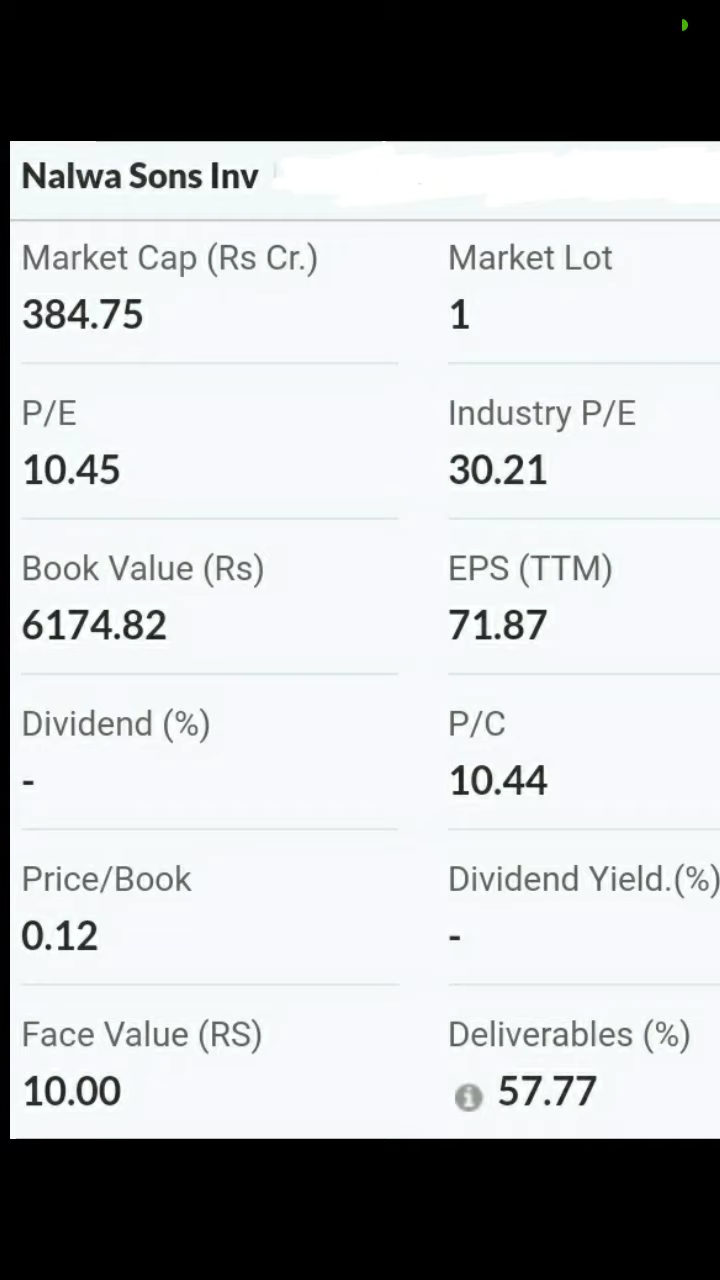 Nalwa Sons Inv
Market Cap (Rs Cr.) Market Lot
384.75 1
P/E Industry P/E
10.45 30.21
Book Value (Rs) EPS (TTM)
6174.82 71.87
Dividend (%) P/C
- 10.44
Price/Book Dividend Yield.(%)
0.12 -
Face Value (RS) Deliverables (%)
10.00 57.77